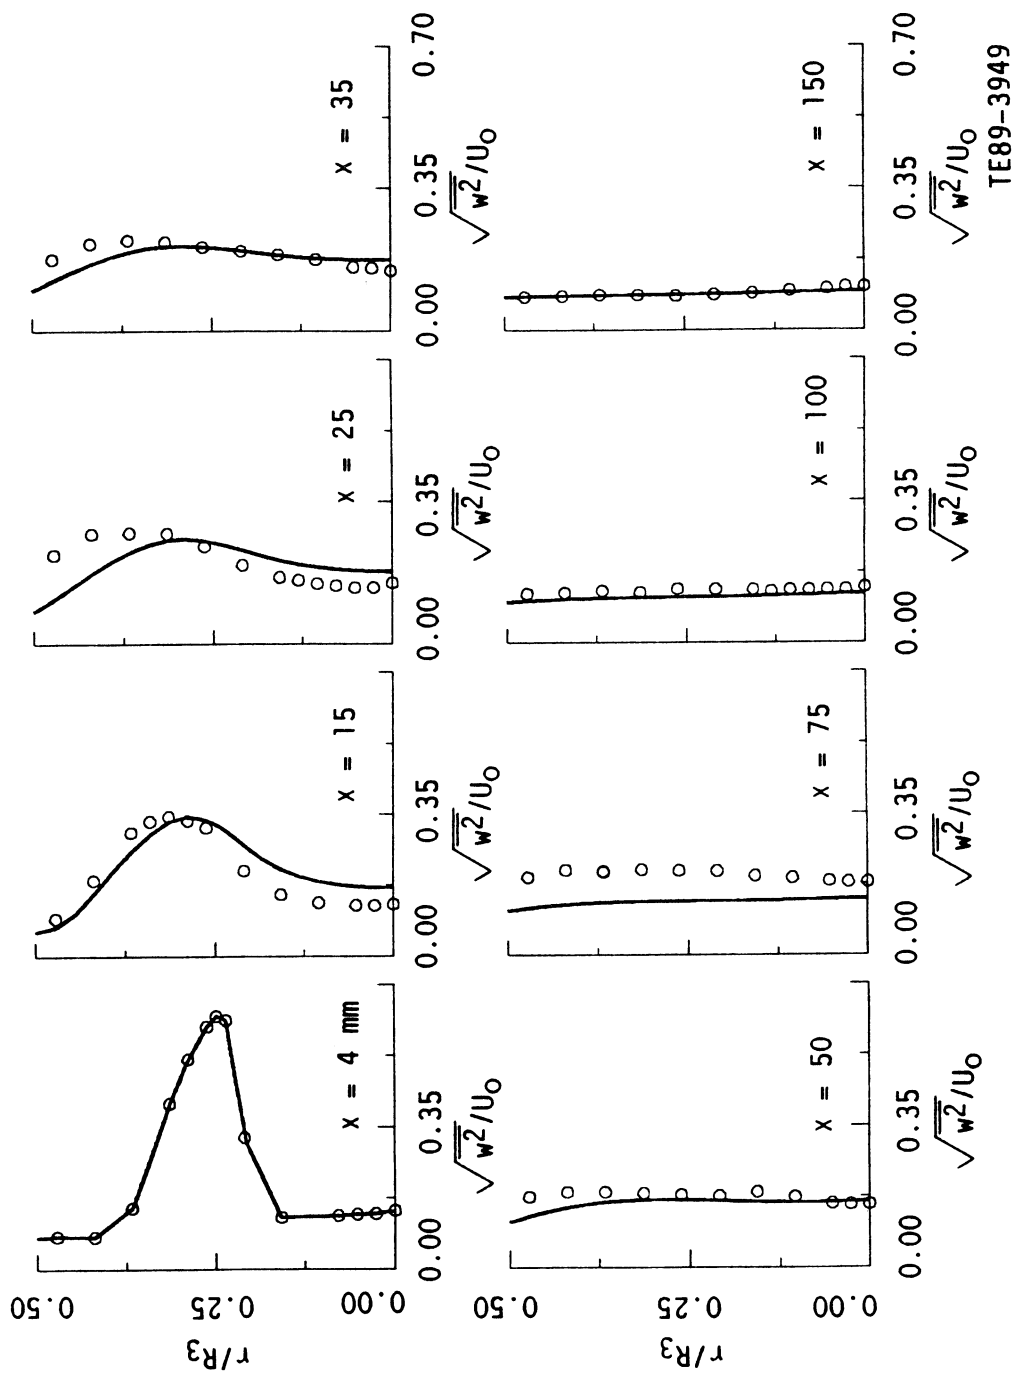 r/R3
0.50
0.25
0.00
X = 4 mm
X = 15
X = 25
X = 35
0.00 0.35
0.00 0.35
0.00 0.35
0.00 0.35 0.70
√w²/U0
√w²/U0
√w²/U0
√w²/U0
r/R3
0.50
0.25
0.00
X = 50
X = 75
X = 100
X = 150
0.00 0.35
0.00 0.35
0.00 0.35
0.00 0.35 0.70
√w²/U0
√w²/U0
√w²/U0
√w²/U0
TE89-3949